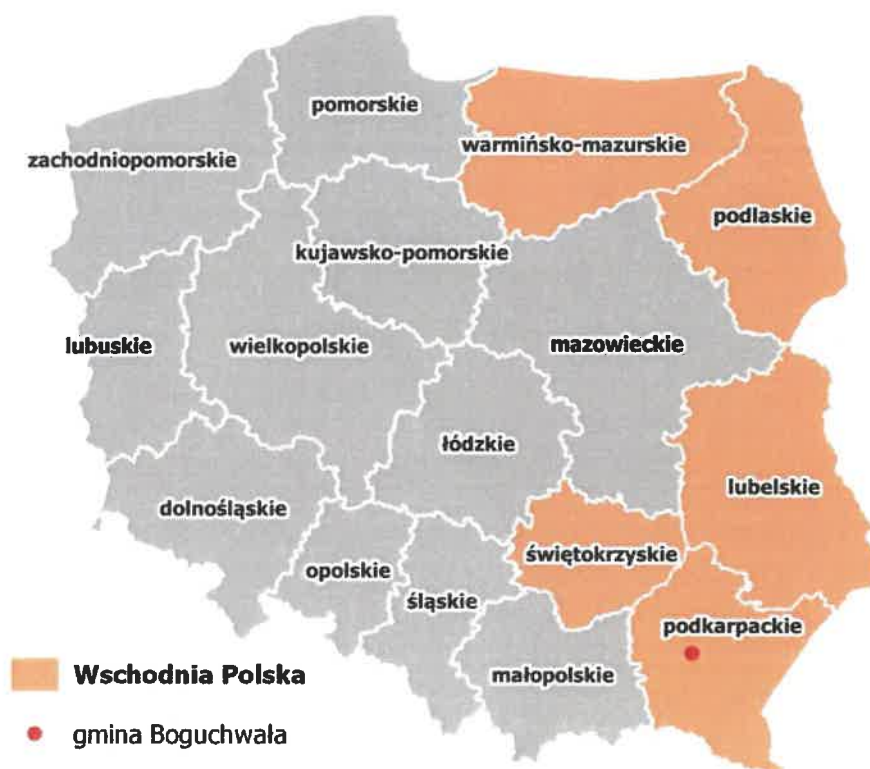 pomorskie
warmińsko-mazurskie
zachodniopomorskie
podlaskie
kujawsko-pomorskie
lubuskie
wielkopolskie
mazowieckie
łódzkie
lubelskie
dolnośląskie
świętokrzyskie
opolskie
śląskie
podkarpackie
małopolskie
Wschodnia Polska
gmina Boguchwała